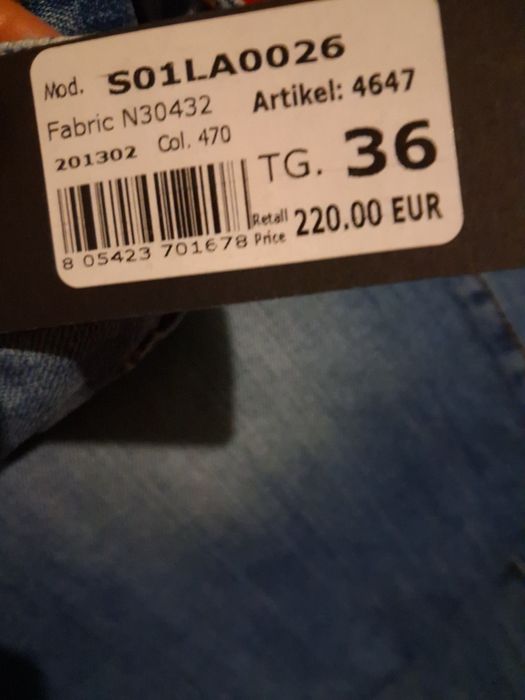 Mod. S01LA0026
Fabric N30432 Artikel: 4647
201302 Col. 470
TG. 36
Retail Price 220.00 EUR
8 05423 701678